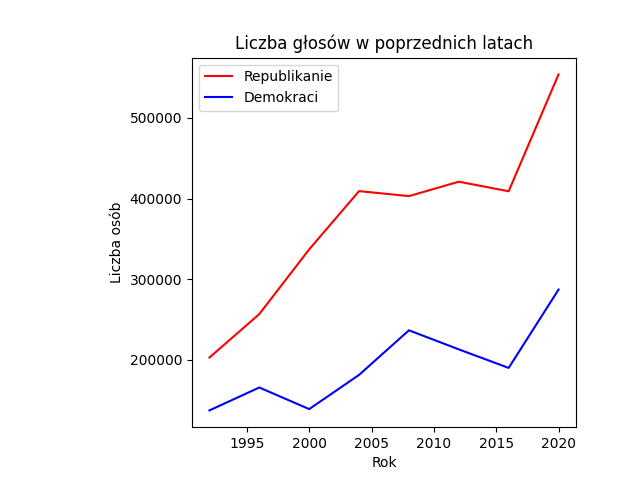 Liczba głosów w poprzednich latach
Republikanie
Demokraci
500000
400000
300000
200000
Liczba osób
1995 2000 2005 2010 2015 2020
Rok